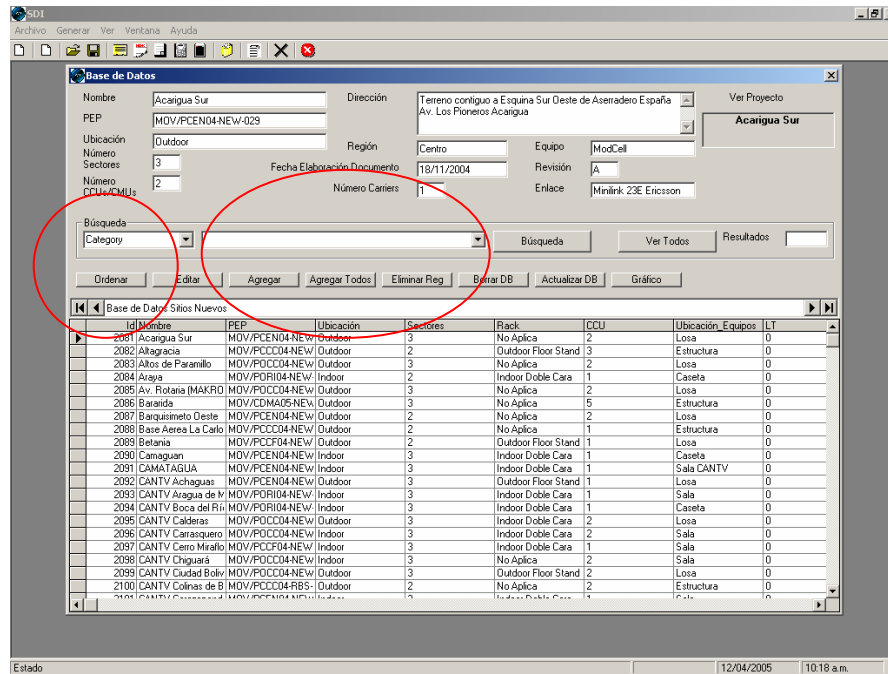 SDI
Archivo Generar Ver Ventana Ayuda
Base de Datos
Nombre Acarigua Sur Dirección Terreno contiguo a Esquina Sur Oeste de Aserradero España Ver Proyecto
Av. Los Pioneros Acarigua
PEP MOV/PCEN04-NEW-029 Acarigua Sur
Ubicación Outdoor Región Centro Equipo ModCell
Número Sectores 3 Fecha Elaboración Documento 18/11/2004 Revisión A
Número CCUs/CMUs 2 Número Carriers 1 Enlace Minilink 23E Ericsson
Búsqueda
Category Búsqueda Ver Todos Resultados
Ordenar Editar Agregar Agregar Todos Eliminar Reg Borrar DB Actualizar DB Gráfico
Base de Datos Sitios Nuevos
Id Nombre PEP Ubicación Sectores Rack CCU Ubicación_Equipos LT
2081 Acarigua Sur MOV/PCEN04-NEW Outdoor 3 No Aplica 2 Losa 0
2082 Altagracia MOV/PCCC04-NEW Outdoor 2 Outdoor Floor Stand 3 Estructura 0
2083 Altos de Paramillo MOV/POCC04-NEW Outdoor 3 No Aplica 2 Losa 0
2084 Araya MOV/PORI04-NEW- Indoor 2 Indoor Doble Cara 1 Caseta 0
2085 Av. Rotaria (MAKRO MOV/POCC04-NEW Outdoor 3 No Aplica 2 Losa 0
2086 Bararida MOV/CDMA05-NEW Outdoor 3 No Aplica 5 Estructura 0
2087 Barquisimeto Oeste MOV/PCEN04-NEW Outdoor 3 No Aplica 2 Losa 0
2088 Base Aerea La Carlo MOV/PCCC04-NEW Outdoor 2 No Aplica 1 Estructura 0
2089 Betania MOV/PCCF04-NEW Outdoor 2 Outdoor Floor Stand 1 Losa 0
2090 Camaguan MOV/PCEN04-NEW Indoor 3 Indoor Doble Cara 1 Caseta 0
2091 CAMATAGUA MOV/PCEN04-NEW Indoor 3 Indoor Doble Cara 1 Sala CANTV 0
2092 CANTV Achaguas MOV/PCEN04-NEW Outdoor 3 Outdoor Floor Stand 1 Losa 0
2093 CANTV Aragua de M MOV/PORI04-NEW- Indoor 3 Indoor Doble Cara 1 Sala 0
2094 CANTV Boca del Rí MOV/PORI04-NEW- Indoor 3 Indoor Doble Cara 1 Caseta 0
2095 CANTV Calderas MOV/POCC04-NEW Outdoor 3 No Aplica 2 Losa 0
2096 CANTV Carrasquero MOV/POCC04-NEW Indoor 3 Indoor Doble Cara 2 Sala 0
2097 CANTV Cerro Miraflo MOV/PCCF04-NEW Indoor 3 Indoor Doble Cara 1 Sala 0
2098 CANTV Chiguará MOV/POCC04-NEW Indoor 3 No Aplica 2 Sala 0
2099 CANTV Ciudad Boliv MOV/PORI04-NEW Outdoor 3 Outdoor Floor Stand 2 Losa 0
2100 CANTV Colinas de B MOV/PCCC04-RBS- Outdoor 2 No Aplica 2 Estructura 0
Estado 12/04/2005 10:18 a.m.